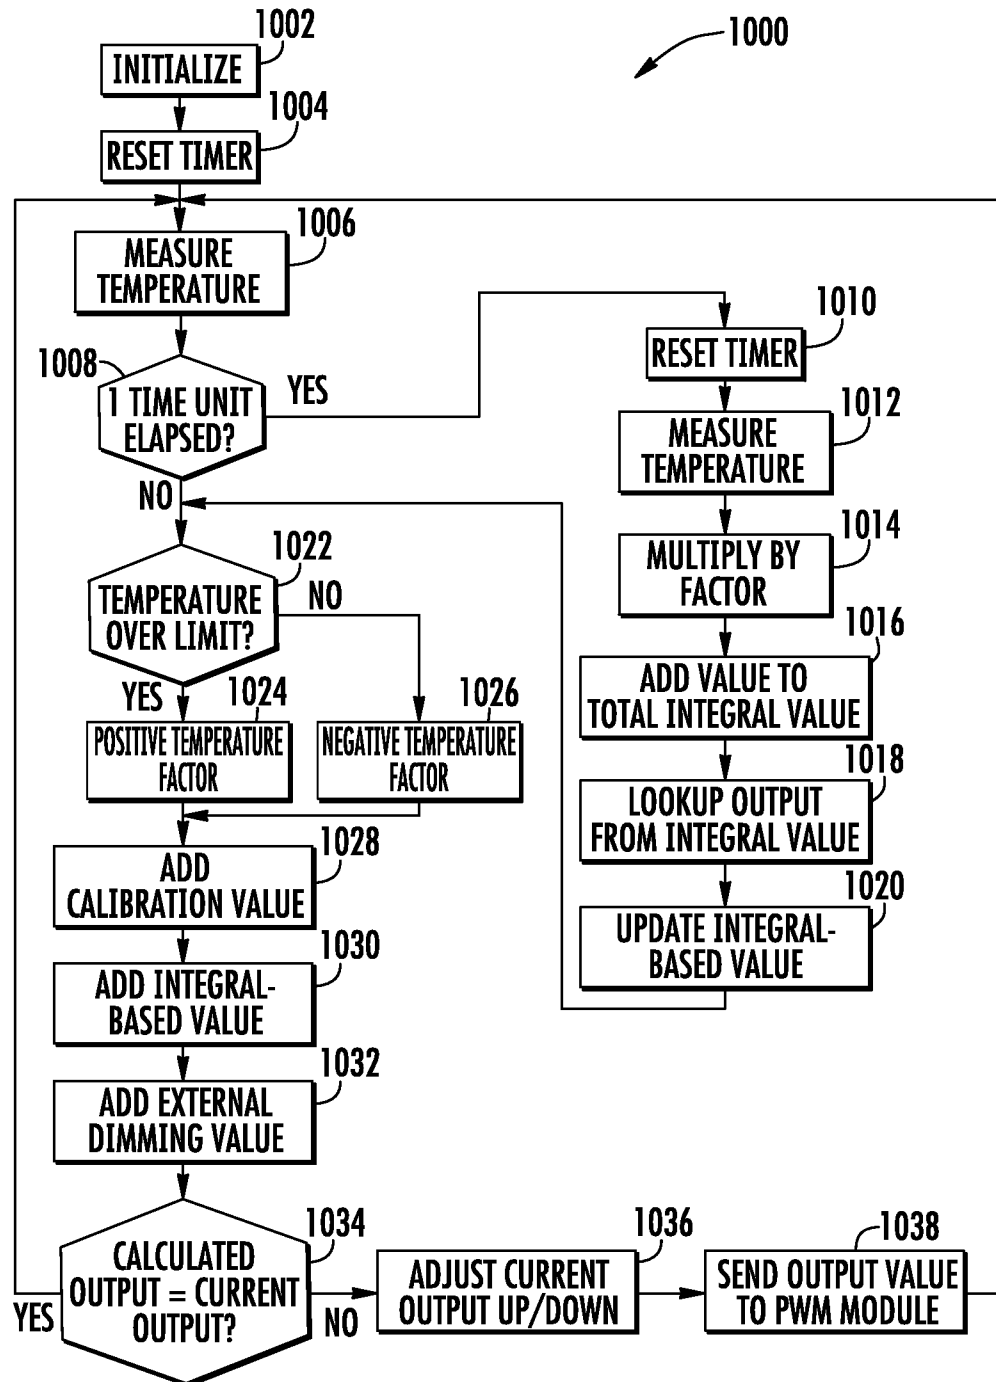 1000
1002
INITIALIZE
1004
RESET TIMER
1006
MEASURE
TEMPERATURE
1008
1 TIME UNIT
ELAPSED?
YES
NO
1010
RESET TIMER
1012
MEASURE
TEMPERATURE
1014
MULTIPLY BY
FACTOR
1016
ADD VALUE TO
TOTAL INTEGRAL VALUE
1018
LOOKUP OUTPUT
FROM INTEGRAL VALUE
1020
UPDATE INTEGRAL-
BASED VALUE
1022
TEMPERATURE
OVER LIMIT?
NO
YES
1024
POSITIVE TEMPERATURE
FACTOR
1026
NEGATIVE TEMPERATURE
FACTOR
1028
ADD
CALIBRATION VALUE
1030
ADD INTEGRAL-
BASED VALUE
1032
ADD EXTERNAL
DIMMING VALUE
1034
CALCULATED
OUTPUT = CURRENT
OUTPUT?
YES
NO
1036
ADJUST CURRENT
OUTPUT UP/DOWN
1038
SEND OUTPUT VALUE
TO PWM MODULE